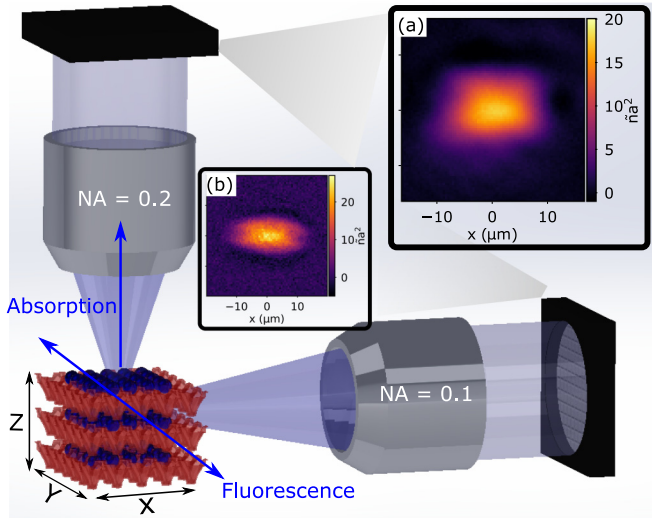 (a)
20
15
10
5
0
ña²
−10
0
10
x (μm)
NA = 0.2
(b)
20
10
0
ña²
−10
0
10
x (μm)
Absorption
NA = 0.1
Z
Y
X
Fluorescence